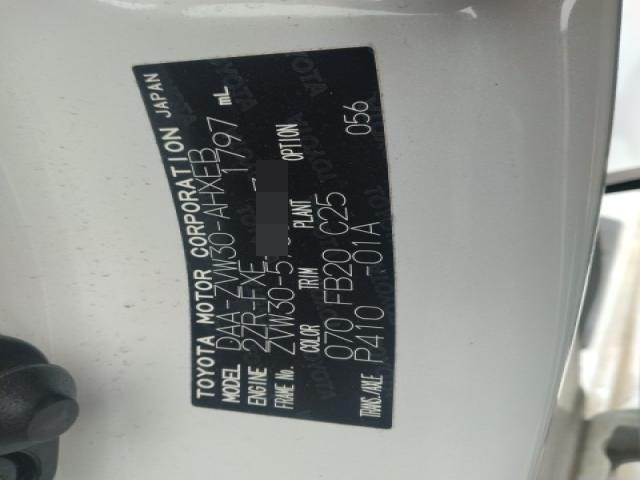 TOYOTA MOTOR CORPORATION JAPAN
MODEL DAA-ZVW30-AHXEB
ENGINE 2ZR-FXE 1797 mL
FRAME No. ZVW30-5
COLOR TRIM PLANT OPTION
070 FB20 C25 056
TRANS./AXLE P410 -01A